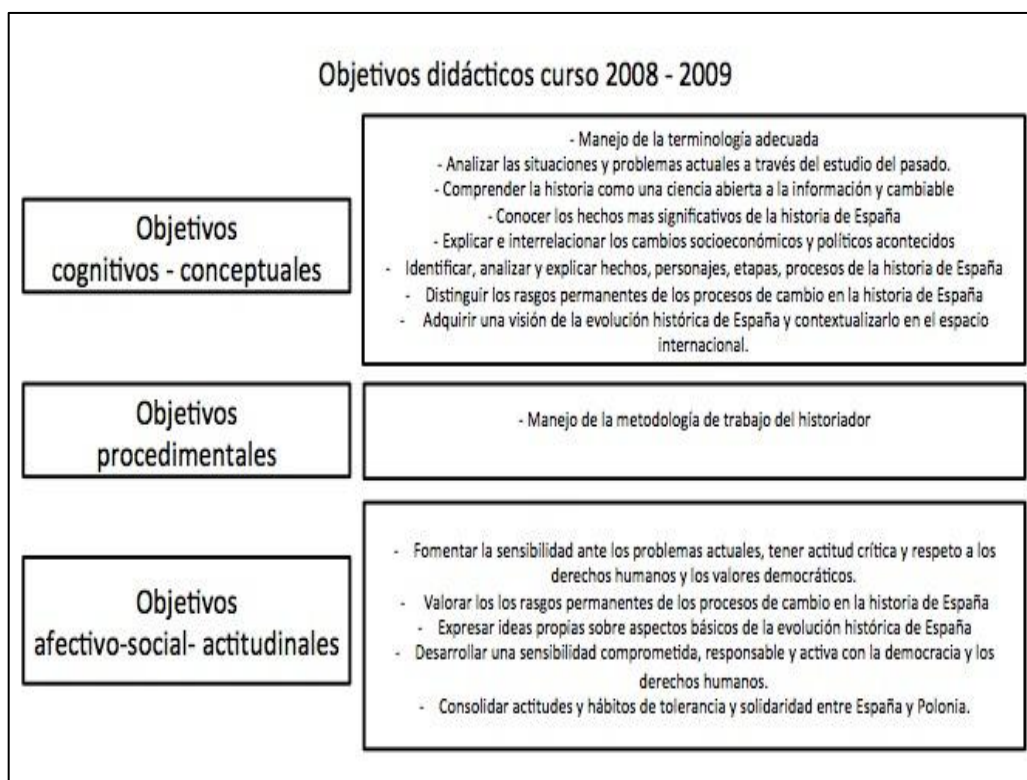 Objetivos didácticos curso 2008 - 2009
Objetivos
cognitivos - conceptuales
- Manejo de la terminología adecuada
- Analizar las situaciones y problemas actuales a través del estudio del pasado.
- Comprender la historia como una ciencia abierta a la información y cambiable
- Conocer los hechos mas significativos de la historia de España
- Explicar e interrelacionar los cambios socioeconómicos y políticos acontecidos
- Identificar, analizar y explicar hechos, personajes, etapas, procesos de la historia de España
- Distinguir los rasgos permanentes de los procesos de cambio en la historia de España
- Adquirir una visión de la evolución histórica de España y contextualizarlo en el espacio
internacional.
Objetivos
procedimentales
- Manejo de la metodología de trabajo del historiador
Objetivos
afectivo-social- actitudinales
- Fomentar la sensibilidad ante los problemas actuales, tener actitud crítica y respeto a los
derechos humanos y los valores democráticos.
- Valorar los los rasgos permanentes de los procesos de cambio en la historia de España
- Expresar ideas propias sobre aspectos básicos de la evolución histórica de España
- Desarrollar una sensibilidad comprometida, responsable y activa con la democracia y los
derechos humanos.
- Consolidar actitudes y hábitos de tolerancia y solidaridad entre España y Polonia.